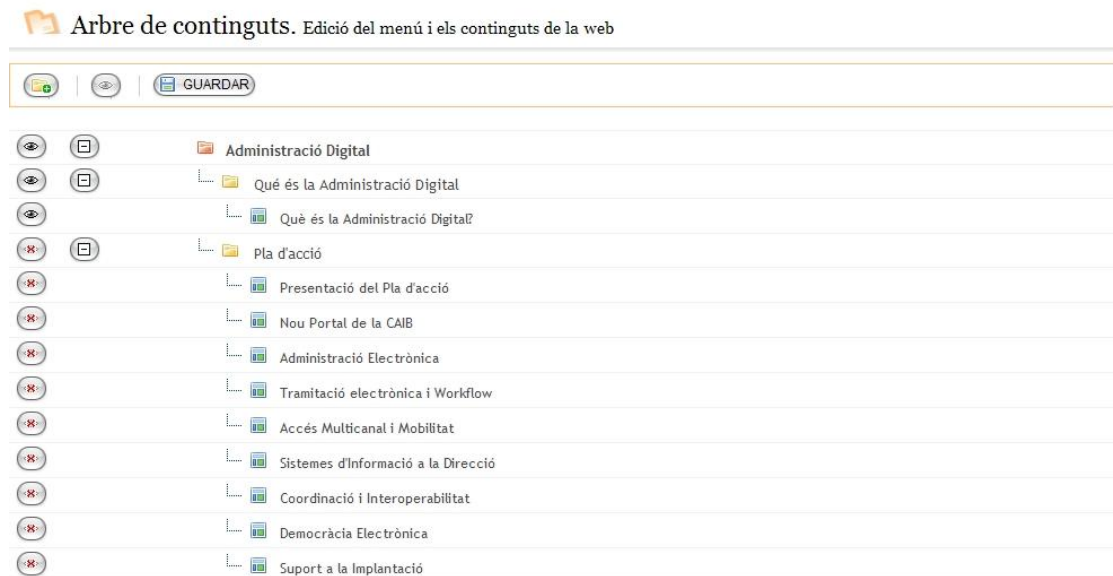 Arbre de continguts. Edició del menú i els continguts de la web
GUARDAR
Administració Digital
Qué és la Administració Digital
Què és la Administració Digital?
Pla d'acció
Presentació del Pla d'acció
Nou Portal de la CAIB
Administració Electrònica
Tramitació electrònica i Workflow
Accés Multicanal i Mobilitat
Sistemes d'Informació a la Direcció
Coordinació i Interoperabilitat
Democràcia Electrònica
Suport a la Implantació